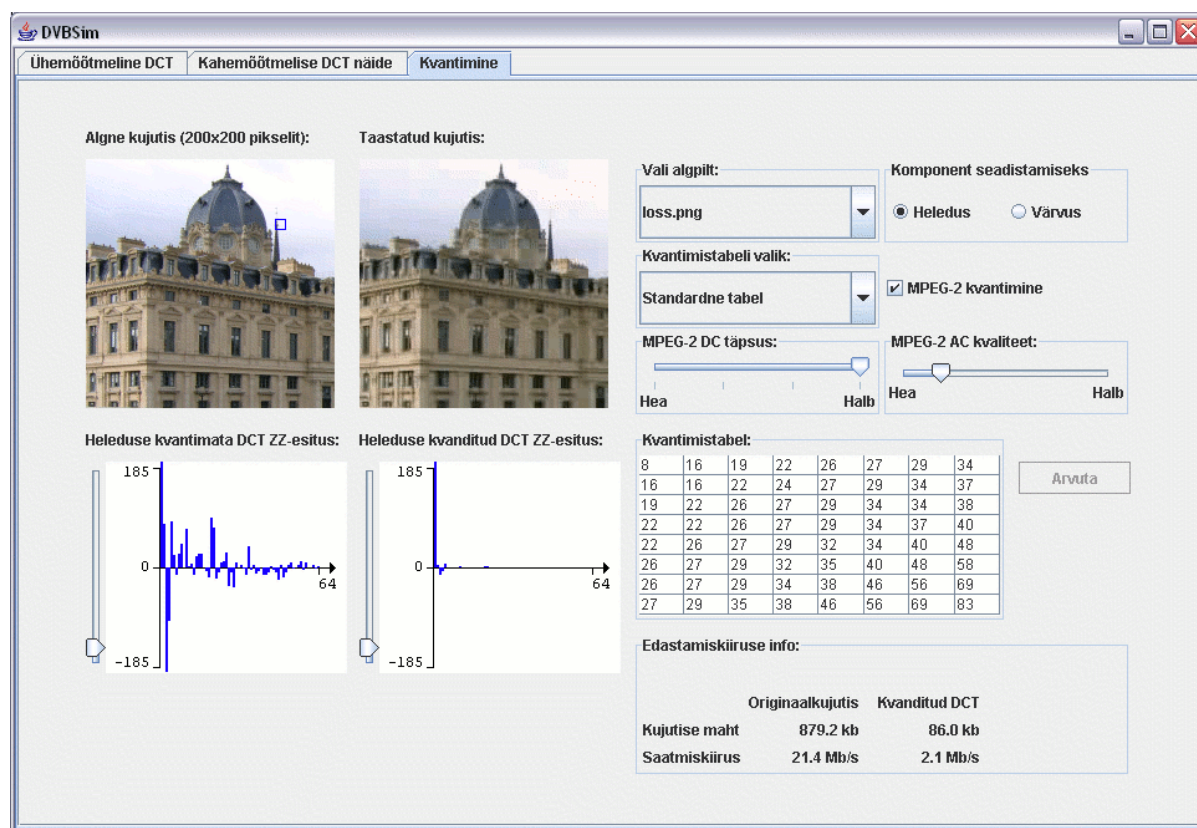 DVBSim
Ühemõõtmeline DCT
Kahemõõtmelise DCT näide
Kvantimine
Algne kujutis (200x200 pikselit):
Taastatud kujutis:
Vali algpilt:
loss.png
Komponent seadistamiseks
Heledus
Värvus
Kvantimistabeli valik:
Standardne tabel
MPEG-2 kvantimine
MPEG-2 DC täpsus:
Hea
Halb
MPEG-2 AC kvaliteet:
Hea
Halb
Heleduse kvantimata DCT ZZ-esitus:
185
0
64
-185
Heleduse kvanditud DCT ZZ-esitus:
185
0
64
-185
Kvantimistabel:
8 16 19 22 26 27 29 34
16 16 22 24 27 29 34 37
19 22 26 27 29 34 34 38
22 22 26 27 29 34 37 40
22 26 27 29 32 34 40 48
26 27 29 32 35 40 48 58
26 27 29 34 38 46 56 69
27 29 35 38 46 56 69 83
Arvuta
Edastamiskiiruse info:
Originaalkujutis Kvanditud DCT
Kujutise maht 879.2 kb 86.0 kb
Saatmiskiirus 21.4 Mb/s 2.1 Mb/s